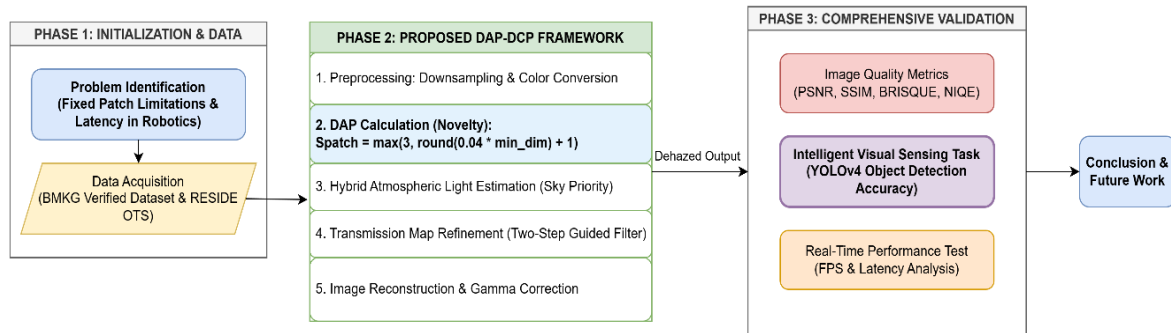 PHASE 1: INITIALIZATION & DATA
Problem Identification
(Fixed Patch Limitations &
Latency in Robotics)
Data Acquisition
(BMKG Verified Dataset & RESIDE
OTS)
PHASE 2: PROPOSED DAP-DCP FRAMEWORK
1. Preprocessing: Downsampling & Color Conversion
2. DAP Calculation (Novelty):
Spatch = max(3, round(0.04 * min_dim) + 1)
3. Hybrid Atmospheric Light Estimation (Sky Priority)
4. Transmission Map Refinement (Two-Step Guided Filter)
5. Image Reconstruction & Gamma Correction
Dehazed Output
PHASE 3: COMPREHENSIVE VALIDATION
Image Quality Metrics
(PSNR, SSIM, BRISQUE, NIQE)
Intelligent Visual Sensing Task
(YOLOv4 Object Detection
Accuracy)
Real-Time Performance Test
(FPS & Latency Analysis)
Conclusion &
Future Work